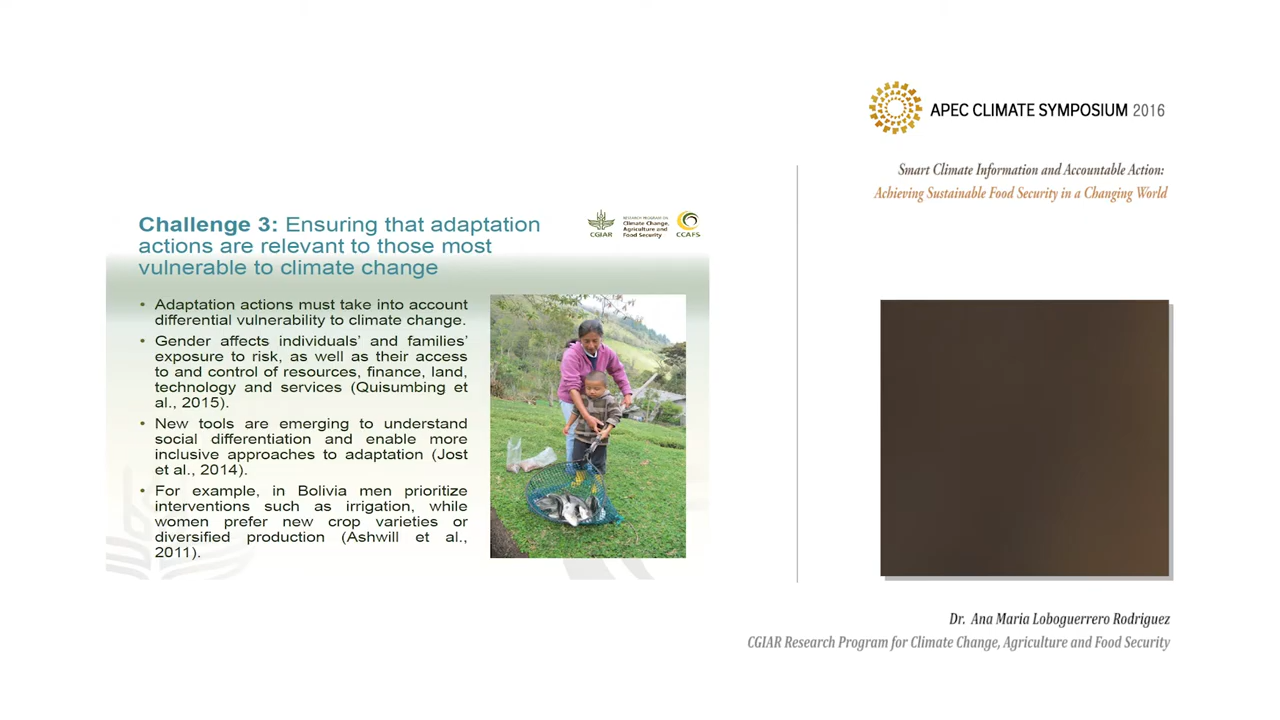 APEC CLIMATE SYMPOSIUM 2016
Smart Climate Information and Accountable Action:
Achieving Sustainable Food Security in a Changing World
Challenge 3: Ensuring that adaptation
actions are relevant to those most
vulnerable to climate change
CGIAR
RESEARCH PROGRAM ON
Climate Change,
Agriculture and
Food Security
CCAFS
• Adaptation actions must take into account
differential vulnerability to climate change.
• Gender affects individuals’ and families’
exposure to risk, as well as their access
to and control of resources, finance, land,
technology and services (Quisumbing et
al., 2015).
• New tools are emerging to understand
social differentiation and enable more
inclusive approaches to adaptation (Jost
et al., 2014).
• For example, in Bolivia men prioritize
interventions such as irrigation, while
women prefer new crop varieties or
diversified production (Ashwill et al.,
2011).
Dr. Ana Maria Loboguerrero Rodriguez
CGIAR Research Program for Climate Change, Agriculture and Food Security